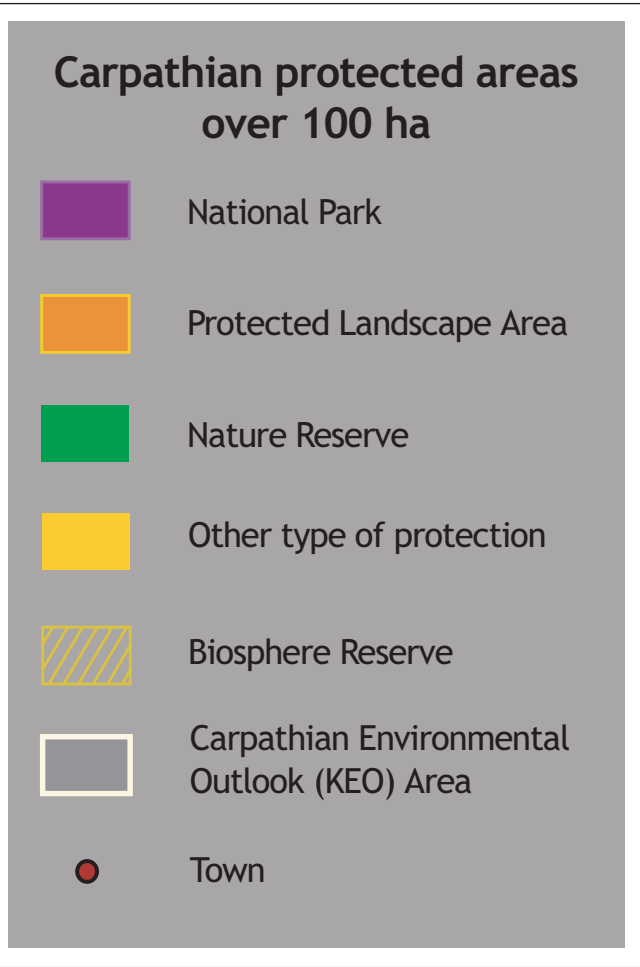 Carpathian protected areas
over 100 ha
National Park
Protected Landscape Area
Nature Reserve
Other type of protection
Biosphere Reserve
Carpathian Environmental
Outlook (KEO) Area
Town